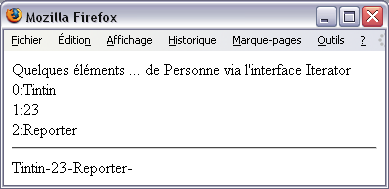 Mozilla Firefox
Fichier Édition Affichage Historique Marque-pages Outils ?
Quelques éléments ... de Personne via l'interface Iterator
0:Tintin
1:23
2:Reporter
Tintin-23-Reporter-